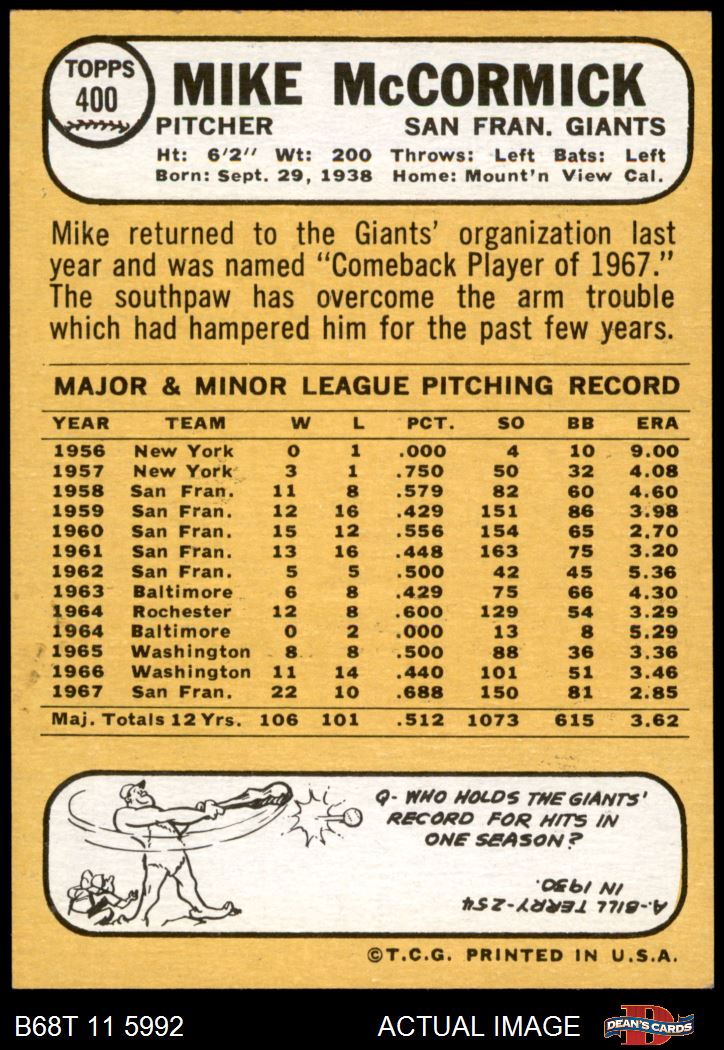 TOPPS
400
MIKE McCORMICK
PITCHER SAN FRAN. GIANTS
Ht: 6'2" Wt: 200 Throws: Left Bats: Left
Born: Sept. 29, 1938 Home: Mount'n View Cal.
Mike returned to the Giants' organization last
year and was named "Comeback Player of 1967."
The southpaw has overcome the arm trouble
which had hampered him for the past few years.
MAJOR & MINOR LEAGUE PITCHING RECORD
YEAR TEAM W L PCT. SO BB ERA
1956 New York 0 1 .000 4 10 9.00
1957 New York 3 1 .750 50 32 4.08
1958 San Fran. 11 8 .579 82 60 4.60
1959 San Fran. 12 16 .429 151 86 3.98
1960 San Fran. 15 12 .556 154 65 2.70
1961 San Fran. 13 16 .448 163 75 3.20
1962 San Fran. 5 5 .500 42 45 5.36
1963 Baltimore 6 8 .429 75 66 4.30
1964 Rochester 12 8 .600 129 54 3.29
1964 Baltimore 0 2 .000 13 8 5.29
1965 Washington 8 8 .500 88 36 3.36
1966 Washington 11 14 .440 101 51 3.46
1967 San Fran. 22 10 .688 150 81 2.85
Maj. Totals 12 Yrs. 106 101 .512 1073 615 3.62
Q- WHO HOLDS THE GIANTS'
RECORD FOR HITS IN
ONE SEASON?
A.-BILL TERRY-254
IN 1930.
©T.C.G. PRINTED IN U.S.A.
B68T 11 5992 ACTUAL IMAGE
D
DEAN'S CARDS